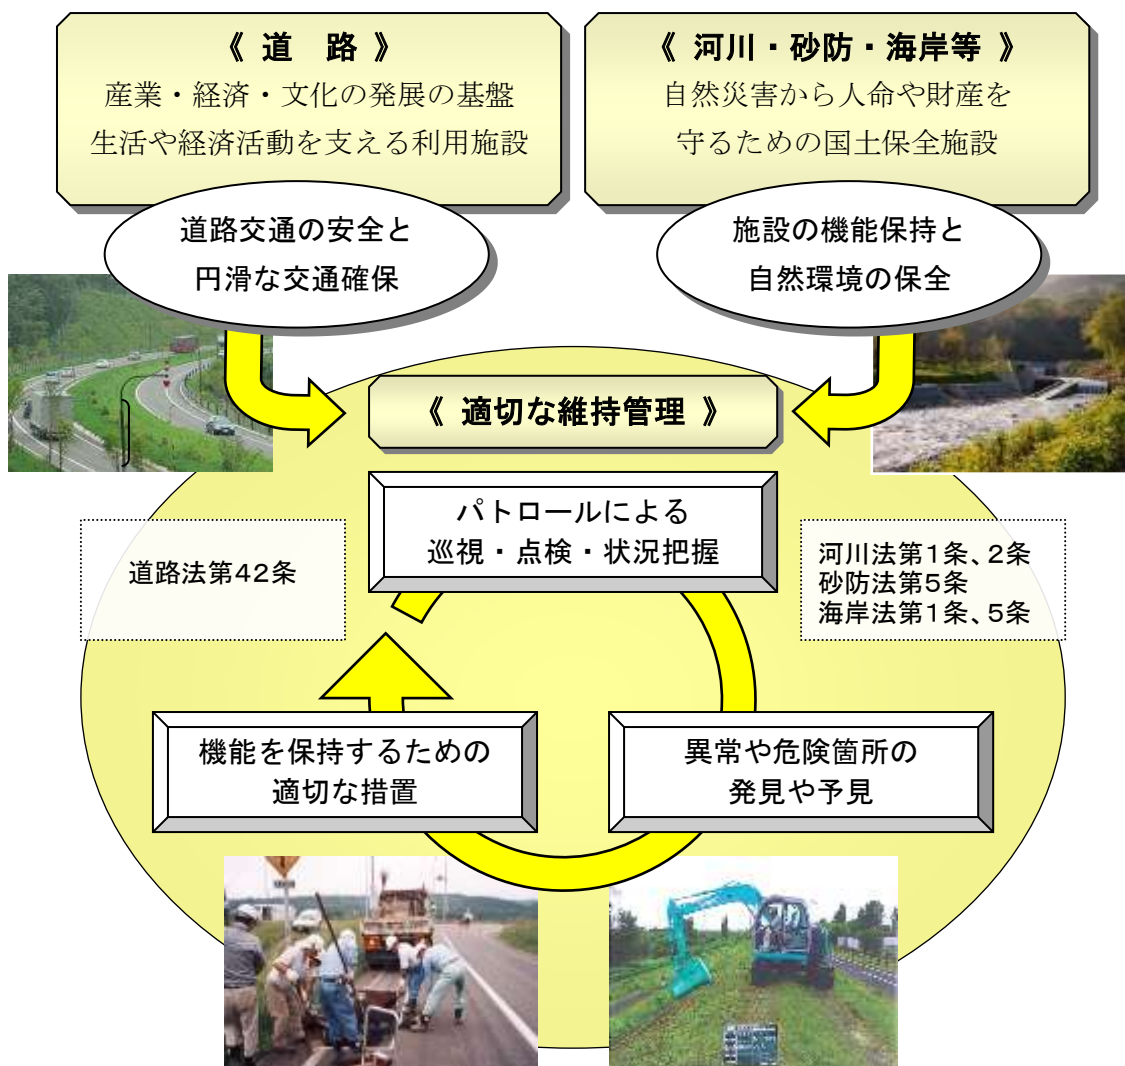 《 道　路 》
産業・経済・文化の発展の基盤
生活や経済活動を支える利用施設
《 河川・砂防・海岸等 》
自然災害から人命や財産を
守るための国土保全施設
道路交通の安全と
円滑な交通確保
施設の機能保持と
自然環境の保全
《 適切な維持管理 》
パトロールによる
巡視・点検・状況把握
道路法第42条
河川法第1条、2条
砂防法第5条
海岸法第1条、5条
機能を保持するための
適切な措置
異常や危険箇所の
発見や予見